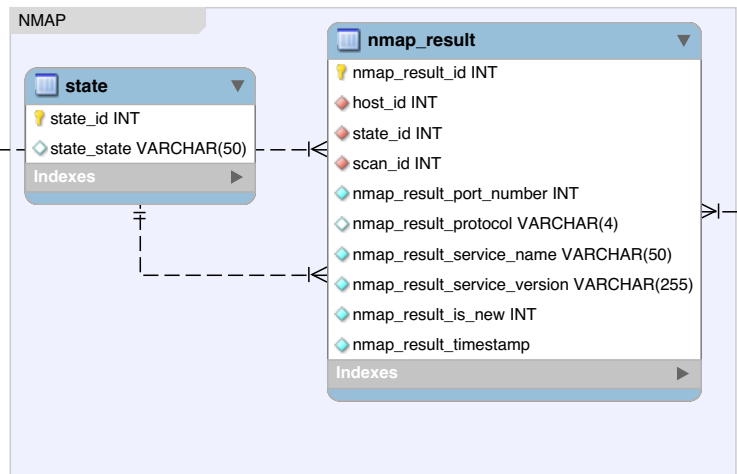 NMAP
state
state_id INT
state_state VARCHAR(50)
Indexes
nmap_result
nmap_result_id INT
host_id INT
state_id INT
scan_id INT
nmap_result_port_number INT
nmap_result_protocol VARCHAR(4)
nmap_result_service_name VARCHAR(50)
nmap_result_service_version VARCHAR(255)
nmap_result_is_new INT
nmap_result_timestamp
Indexes